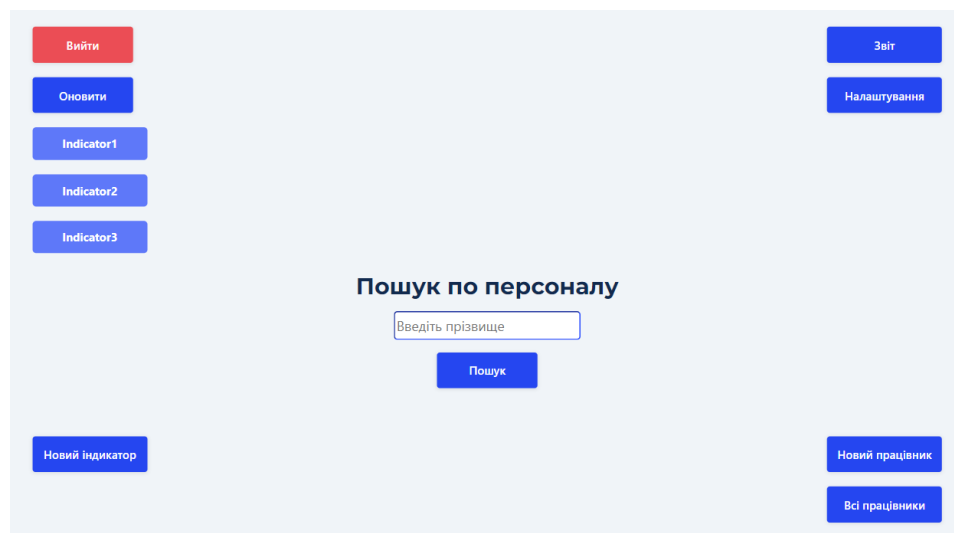 Вийти
Звіт
Оновити
Налаштування
Indicator1
Indicator2
Indicator3
Пошук по персоналу
Введіть прізвище
Пошук
Новий індикатор
Новий працівник
Всі працівники